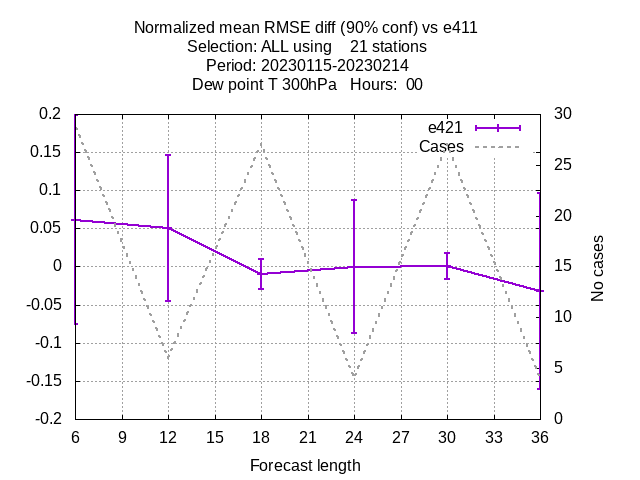 Normalized mean RMSE diff (90% conf) vs e411
Selection: ALL using    21 stations
Period: 20230115-20230214
Dew point T 300hPa   Hours:  00
e421
Cases
0.2
0.15
0.1
0.05
0
-0.05
-0.1
-0.15
-0.2
30
25
20
15
10
5
0
No cases
6 9 12 15 18 21 24 27 30 33 36
Forecast length